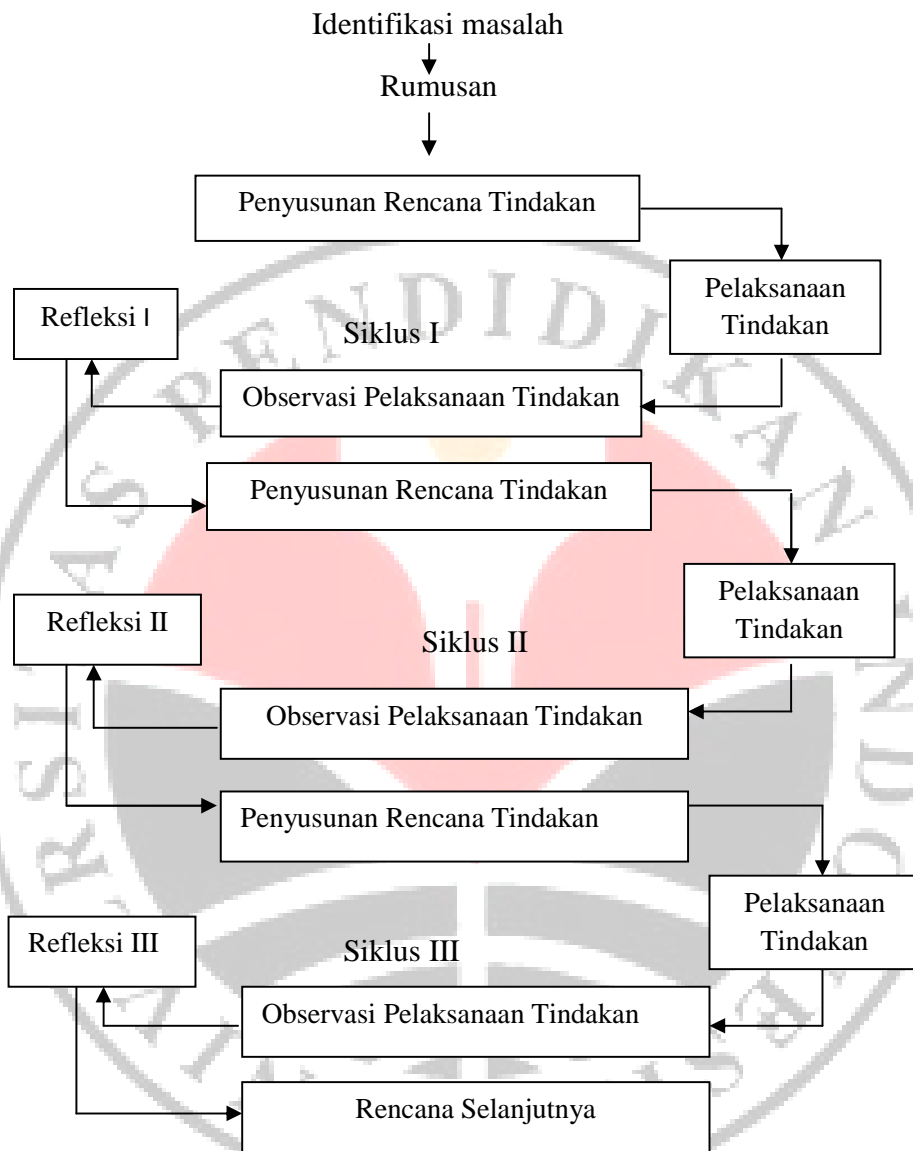 Identifikasi masalah
Rumusan
Penyusunan Rencana Tindakan
Pelaksanaan
Tindakan
Refleksi I
Siklus I
Observasi Pelaksanaan Tindakan
Penyusunan Rencana Tindakan
Pelaksanaan
Tindakan
Refleksi II
Siklus II
Observasi Pelaksanaan Tindakan
Penyusunan Rencana Tindakan
Pelaksanaan
Tindakan
Refleksi III
Siklus III
Observasi Pelaksanaan Tindakan
Rencana Selanjutnya